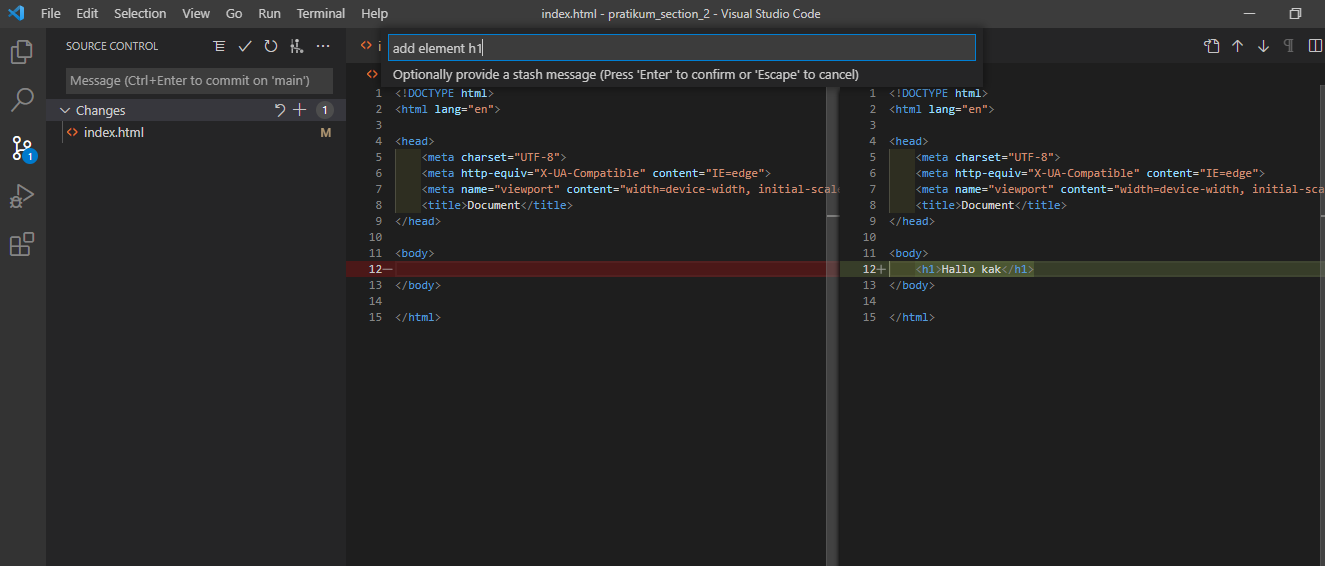 File Edit Selection View Go Run Terminal Help index.html - pratikum_section_2 - Visual Studio Code
SOURCE CONTROL
Message (Ctrl+Enter to commit on 'main')
Changes 1
index.html M
1
add element h1
Optionally provide a stash message (Press 'Enter' to confirm or 'Escape' to cancel)
1 <!DOCTYPE html>
2 <html lang="en">
3
4 <head>
5 <meta charset="UTF-8">
6 <meta http-equiv="X-UA-Compatible" content="IE=edge">
7 <meta name="viewport" content="width=device-width, initial-scale
8 <title>Document</title>
9 </head>
10
11 <body>
12—
13 </body>
14
15 </html>
1 <!DOCTYPE html>
2 <html lang="en">
3
4 <head>
5 <meta charset="UTF-8">
6 <meta http-equiv="X-UA-Compatible" content="IE=edge">
7 <meta name="viewport" content="width=device-width, initial-sca
8 <title>Document</title>
9 </head>
10
11 <body>
12+ <h1>Hallo kak</h1>
13 </body>
14
15 </html>